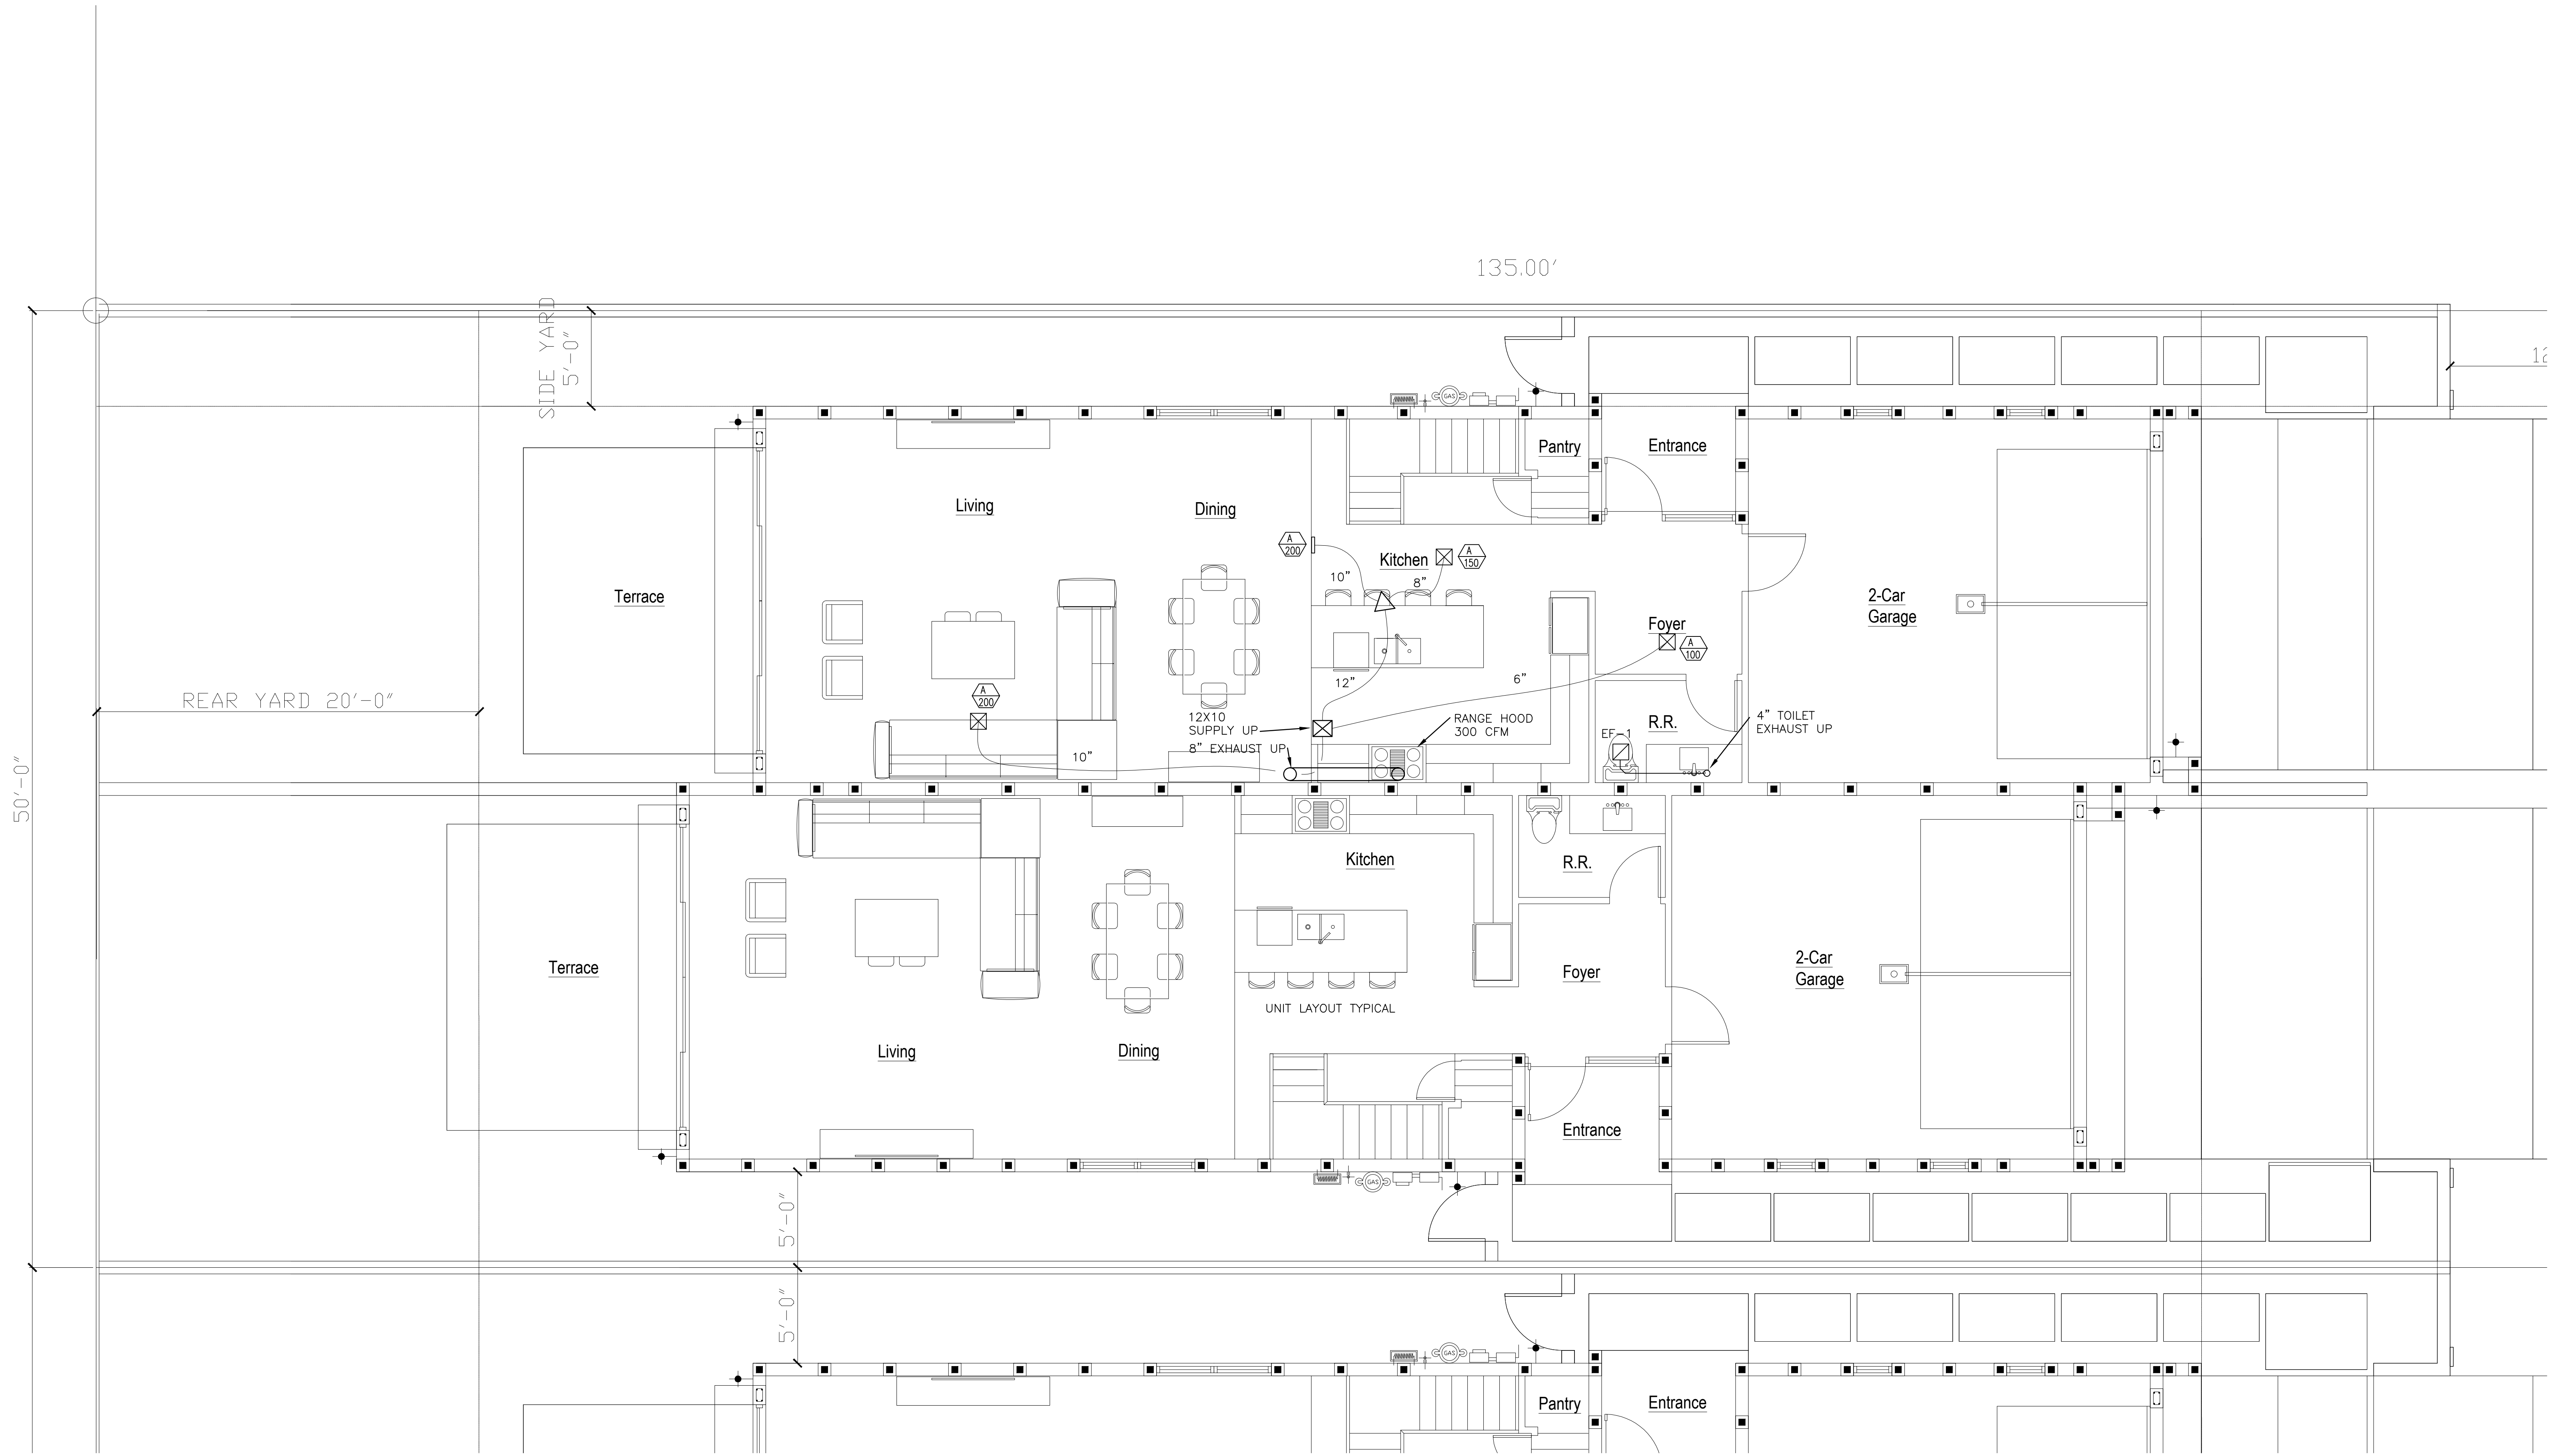 135.00'
SIDE YARD
5'-0"
GAS
Pantry
Entrance
Living
Dining
A
200
Kitchen
A
150
10"
8"
Terrace
2-Car
Garage
Foyer
A
100
REAR YARD 20'-0"
A
200
12"
6"
12X10
SUPPLY UP
8" EXHAUST UP
RANGE HOOD
300 CFM
R.R.
EF-1
4" TOILET
EXHAUST UP
10"
50'-0"
Kitchen
R.R.
Terrace
Foyer
2-Car
Garage
UNIT LAYOUT TYPICAL
Living
Dining
Entrance
GAS
5'-0"
5'-0"
GAS
Pantry
Entrance